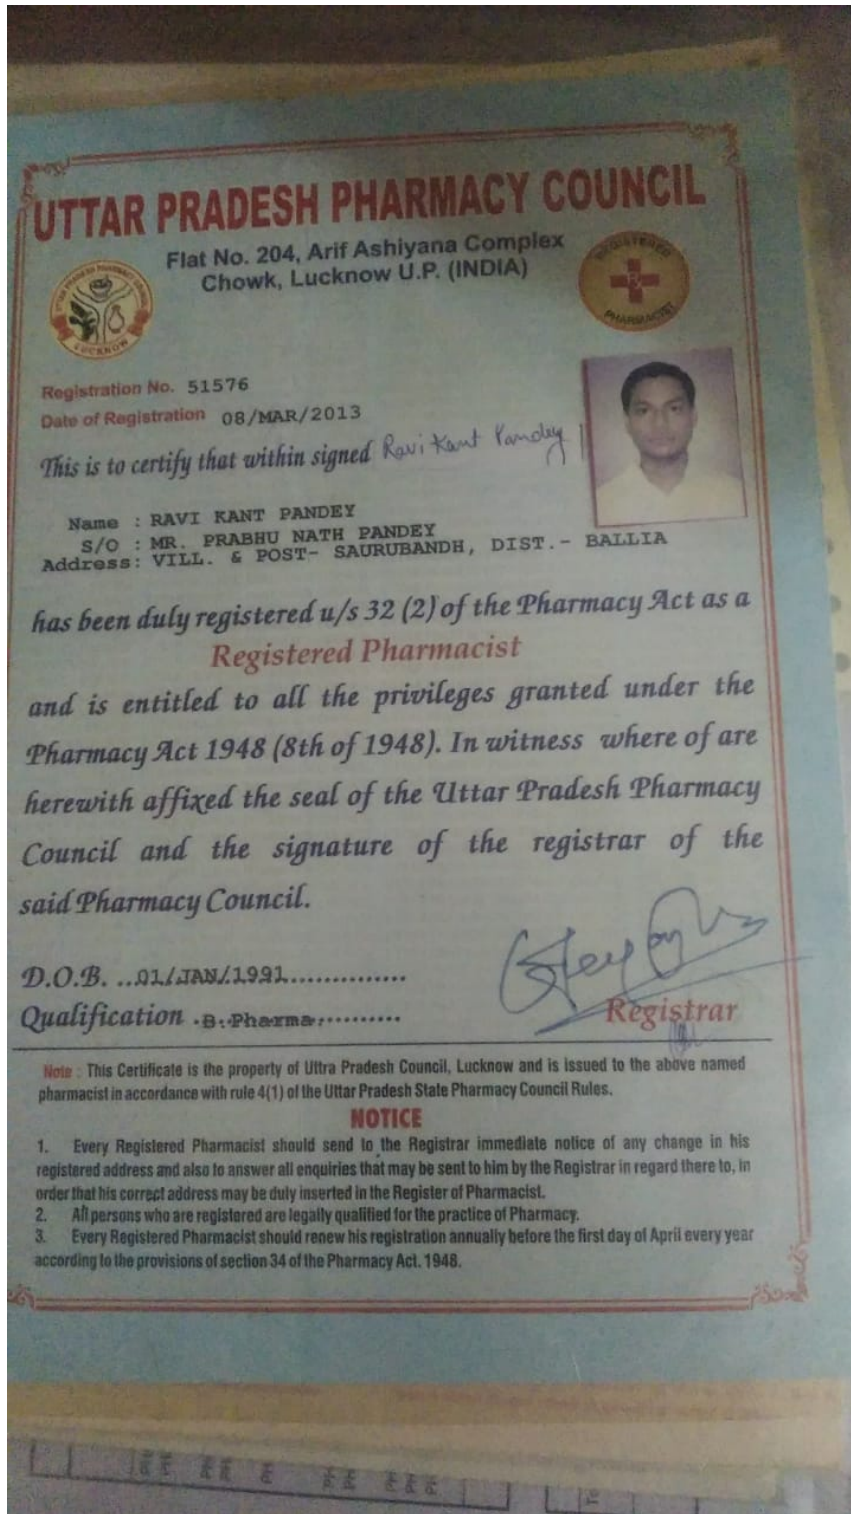 UTTAR PRADESH PHARMACY COUNCIL
Flat No. 204, Arif Ashiyana Complex
Chowk, Lucknow U.P. (INDIA)
UTTAR PRADESH PHARMACY COUNCIL
LUCKNOW
REGISTERED
PHARMACIST
Registration No. 51576
Date of Registration 08/MAR/2013
This is to certify that within signed Ravi Kant Pandey
Name : RAVI KANT PANDEY
S/O : MR. PRABHU NATH PANDEY
Address: VILL. & POST- SAURUBANDH, DIST.- BALLIA
has been duly registered u/s 32 (2) of the Pharmacy Act as a
Registered Pharmacist
and is entitled to all the privileges granted under the
Pharmacy Act 1948 (8th of 1948). In witness where of are
herewith affixed the seal of the Uttar Pradesh Pharmacy
Council and the signature of the registrar of the
said Pharmacy Council.
D.O.B. ..01/JAN/1991...............
Qualification .B.Pharma...........
Registrar
Note : This Certificate is the property of Uttra Pradesh Council, Lucknow and is issued to the above named
pharmacist in accordance with rule 4(1) of the Uttar Pradesh State Pharmacy Council Rules.
NOTICE
1. Every Registered Pharmacist should send to the Registrar immediate notice of any change in his
registered address and also to answer all enquiries that may be sent to him by the Registrar in regard there to, in
order that his correct address may be duly inserted in the Register of Pharmacist.
2. All persons who are registered are legally qualified for the practice of Pharmacy.
3. Every Registered Pharmacist should renew his registration annually before the first day of April every year
according to the provisions of section 34 of the Pharmacy Act. 1948.